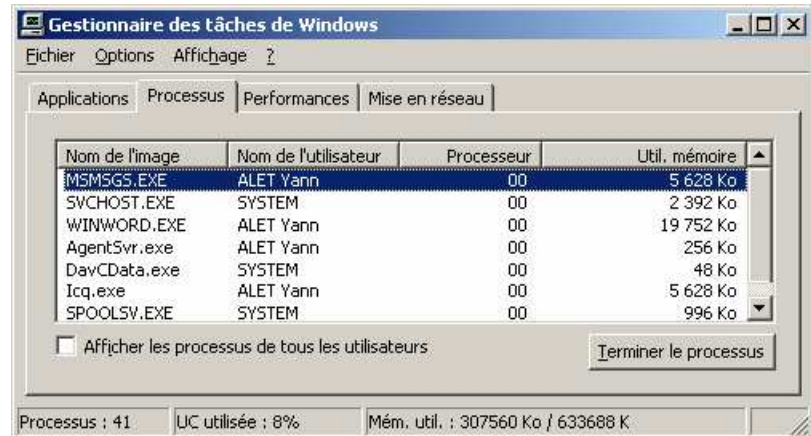 Gestionnaire des tâches de Windows
Fichier Options Affichage ?
Applications Processus Performances Mise en réseau
Nom de l'image Nom de l'utilisateur Processeur Util. mémoire
MSMSGS.EXE ALET Yann 00 5 628 Ko
SVCHOST.EXE SYSTEM 00 2 392 Ko
WINWORD.EXE ALET Yann 00 19 752 Ko
AgentSvr.exe ALET Yann 00 256 Ko
DavCData.exe SYSTEM 00 48 Ko
Icq.exe ALET Yann 00 5 628 Ko
SPOOLSV.EXE SYSTEM 00 996 Ko
Afficher les processus de tous les utilisateurs Terminer le processus
Processus : 41 UC utilisée : 8% Mém. util. : 307560 Ko / 633688 K